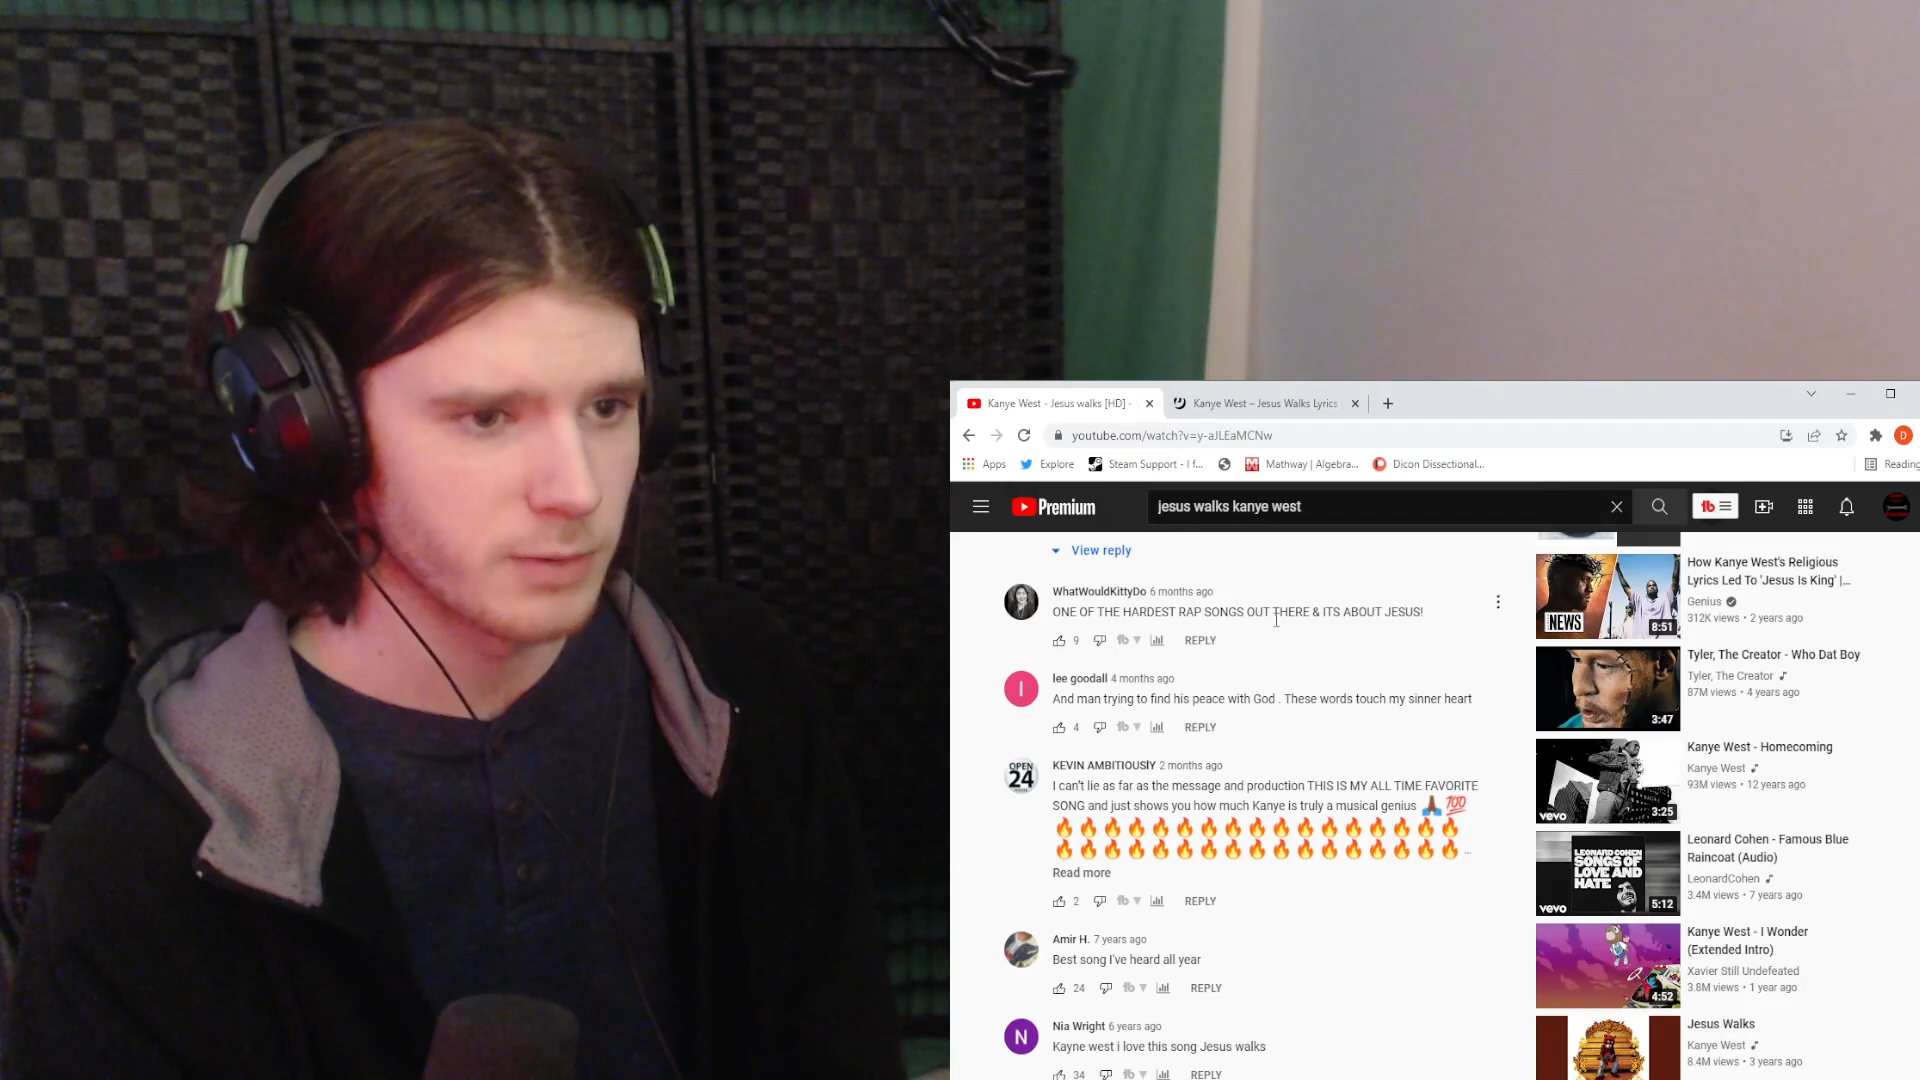 Kanye West - Jesus walks [HD] -
Kanye West – Jesus Walks Lyrics
youtube.com/watch?v=y-aJLEaMCNw
Apps
Explore
Steam Support - I f...
Mathway | Algebra...
Dicon Dissectional...
Reading
D
Premium
jesus walks kanye west
tb
View reply
WhatWouldKittyDo 6 months ago
ONE OF THE HARDEST RAP SONGS OUT THERE & ITS ABOUT JESUS!
9 tb REPLY
l
lee goodall 4 months ago
And man trying to find his peace with God . These words touch my sinner heart
4 tb REPLY
OPEN
24
KEVIN AMBITIOUSlY 2 months ago
I can't lie as far as the message and production THIS IS MY ALL TIME FAVORITE
SONG and just shows you how much Kanye is truly a musical genius 🙏🏾💯
🔥🔥🔥🔥🔥🔥🔥🔥🔥🔥🔥🔥🔥🔥🔥🔥🔥
🔥🔥🔥🔥🔥🔥🔥🔥🔥🔥🔥🔥🔥🔥🔥🔥🔥 ...
Read more
2 tb REPLY
Amir H. 7 years ago
Best song I've heard all year
24 tb REPLY
N
Nia Wright 6 years ago
Kayne west i love this song Jesus walks
34 tb REPLY
NEWS
8:51
How Kanye West's Religious
Lyrics Led To 'Jesus Is King' |...
Genius
312K views • 2 years ago
3:47
Tyler, The Creator - Who Dat Boy
Tyler, The Creator
87M views • 4 years ago
vevo
3:25
Kanye West - Homecoming
Kanye West
93M views • 12 years ago
LEONARD COHEN
SONGS OF
LOVE AND
HATE
vevo
5:12
Leonard Cohen - Famous Blue
Raincoat (Audio)
LeonardCohen
3.4M views • 7 years ago
4:52
Kanye West - I Wonder
(Extended Intro)
Xavier Still Undefeated
3.8M views • 1 year ago
Jesus Walks
Kanye West
8.4M views • 3 years ago